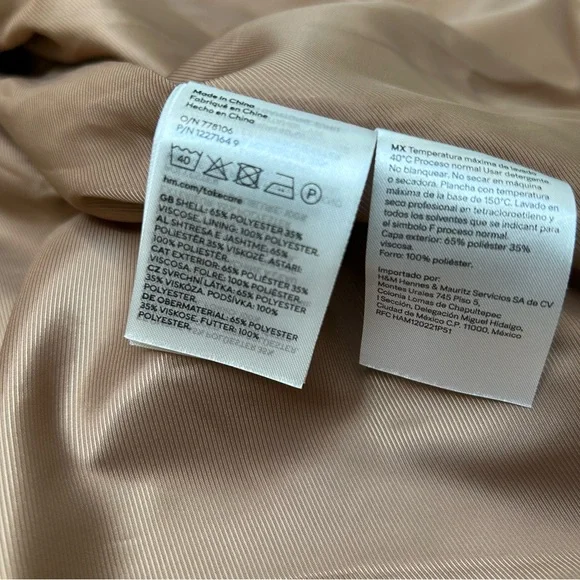 Made in China
Fabriqué en Chine
Hecho en China
O/N 778106
P/N 1227164 9
40
P
hm.com/takecare
GB SHELL: 65% POLYESTER 35%
VISCOSE. LINING: 100% POLYESTER.
AL SHTRESA E JASHTME: 65%
POLIESTER 35% VISKOZE. ASTARI:
100% POLIESTER.
CAT EXTERIOR: 65% POLIÈSTER 35%
VISCOSA. FOLRE: 100% POLIÈSTER.
CZ SVRCHNÍ LÁTKA: 65% POLYESTER
35% VISKÓZA. PODŠÍVKA: 100%
POLYESTER.
DE OBERMATERIAL: 65% POLYESTER
35% VISKOSE. FUTTER: 100%
POLYESTER.
MX Temperatura máxima de lavado
40°C Proceso normal Usar detergente.
No blanquear. No secar en máquina
o secadora. Plancha con temperatura
máxima de la base de 150°C. Lavado en
seco profesional en tetracloroetileno y
todos los solventes que se indican para
el símbolo F proceso normal.
Capa exterior: 65% poliéster 35%
viscosa.
Forro: 100% poliéster.
Importado por:
H&M Hennes & Mauritz Servicios SA de CV
Montes Urales 745 Piso 5,
Colonia Lomas de Chapultepec
I Sección, Delegación Miguel Hidalgo,
Ciudad de México C.P. 11000, México
RFC HAM120221P51